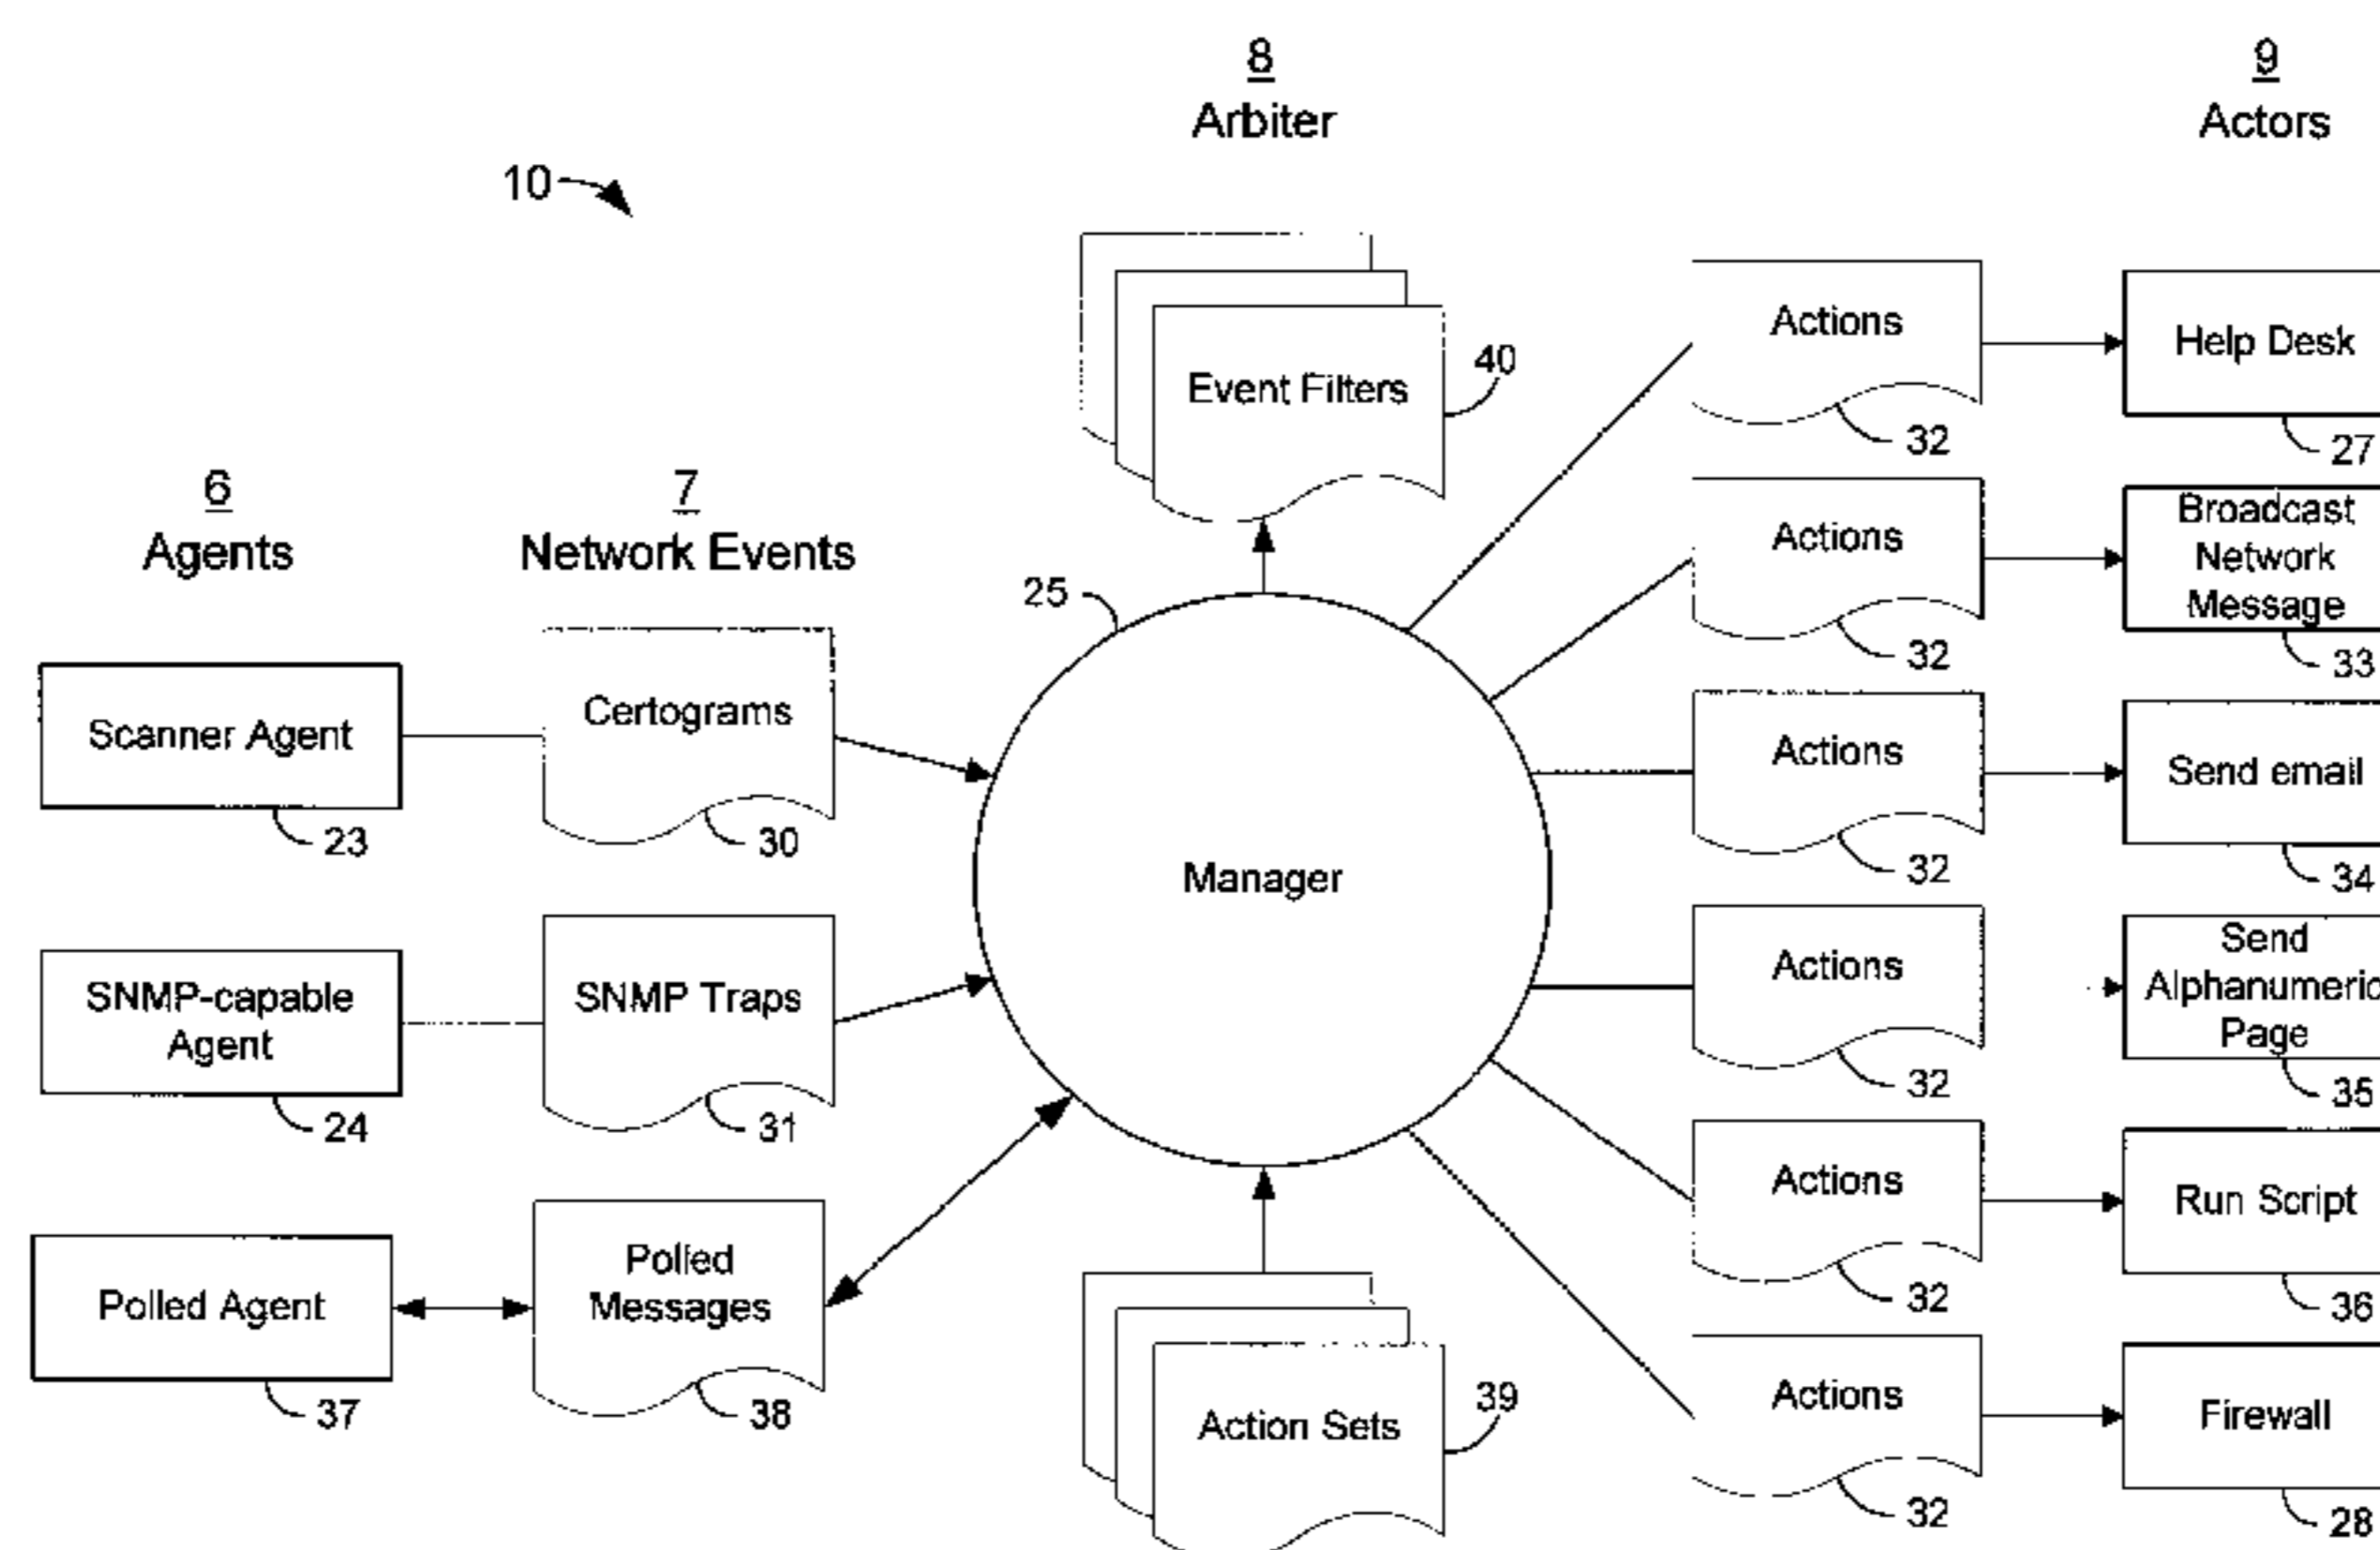 8
Arbiter
9
Actors
10
Event Filters
40
Actions
32
Help Desk
27
6
Agents
7
Network Events
Actions
32
Broadcast
Network
Message
33
25
Scanner Agent
23
Certograms
30
Manager
Actions
32
Send email
34
SNMP-capable
Agent
24
SNMP Traps
31
Actions
32
Send
Alphanumeric
Page
35
Polled Agent
37
Polled
Messages
38
Actions
32
Run Script
36
Action Sets
39
Actions
32
Firewall
28